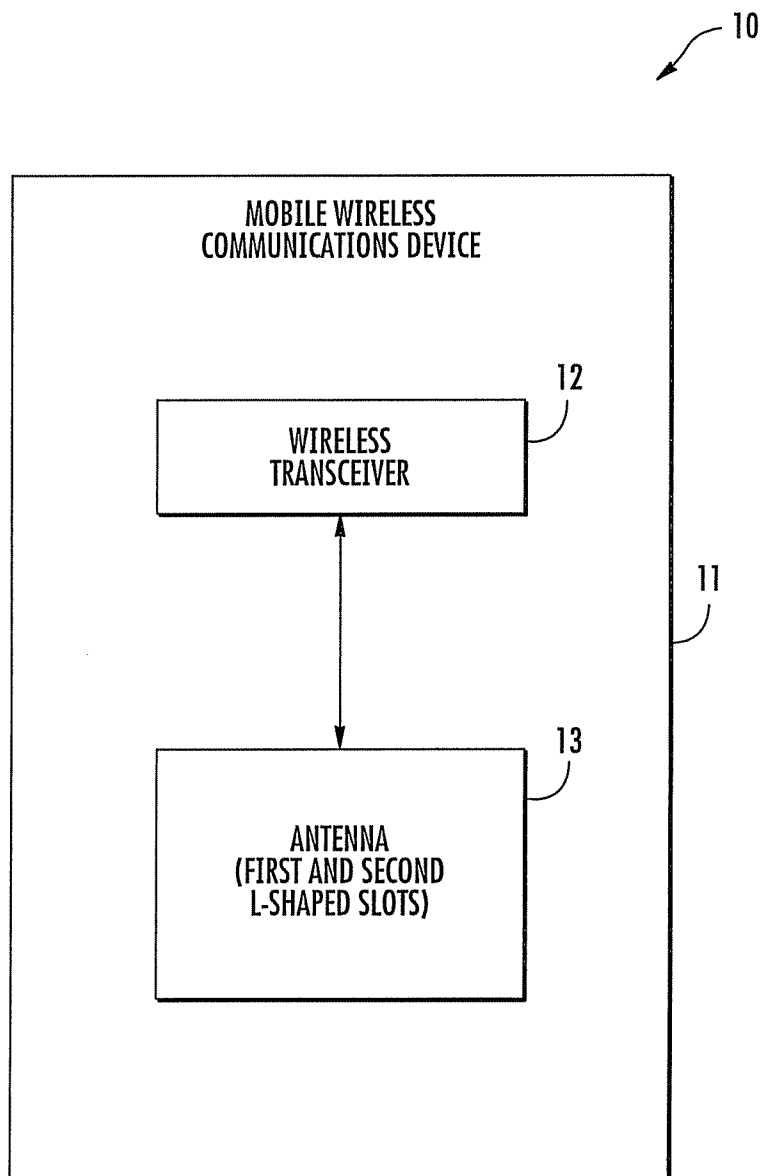 10
MOBILE WIRELESS
COMMUNICATIONS DEVICE
12
WIRELESS
TRANSCEIVER
11
13
ANTENNA
(FIRST AND SECOND
L-SHAPED SLOTS)